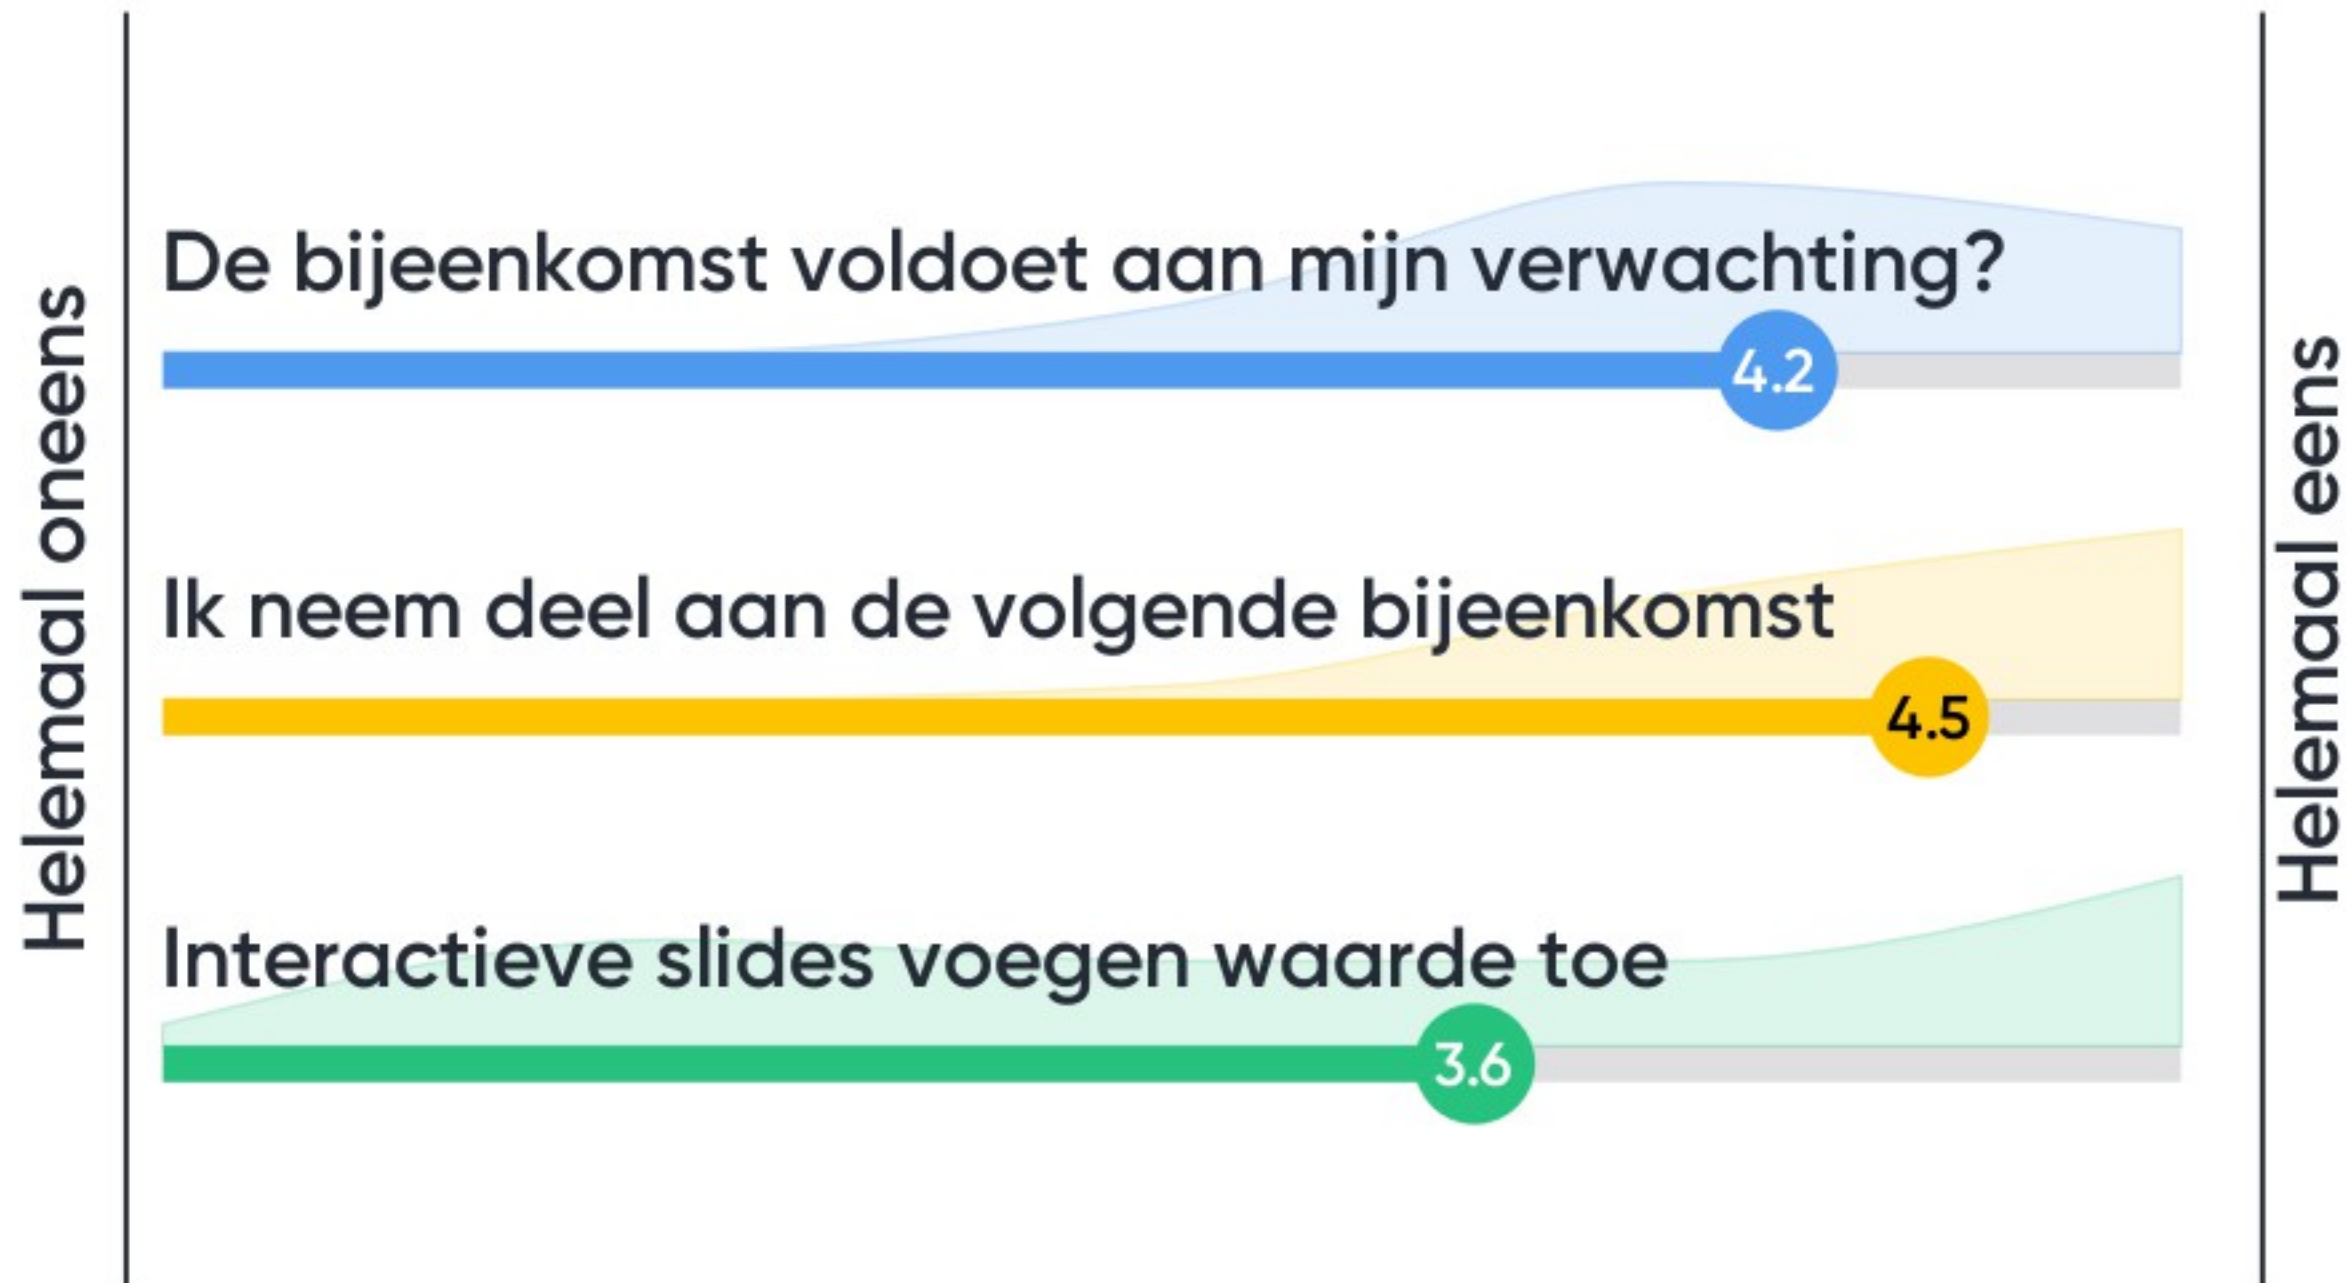 Helemaal oneens
De bijeenkomst voldoet aan mijn verwachting?
4.2
Ik neem deel aan de volgende bijeenkomst
4.5
Interactieve slides voegen waarde toe
3.6
Helemaal eens